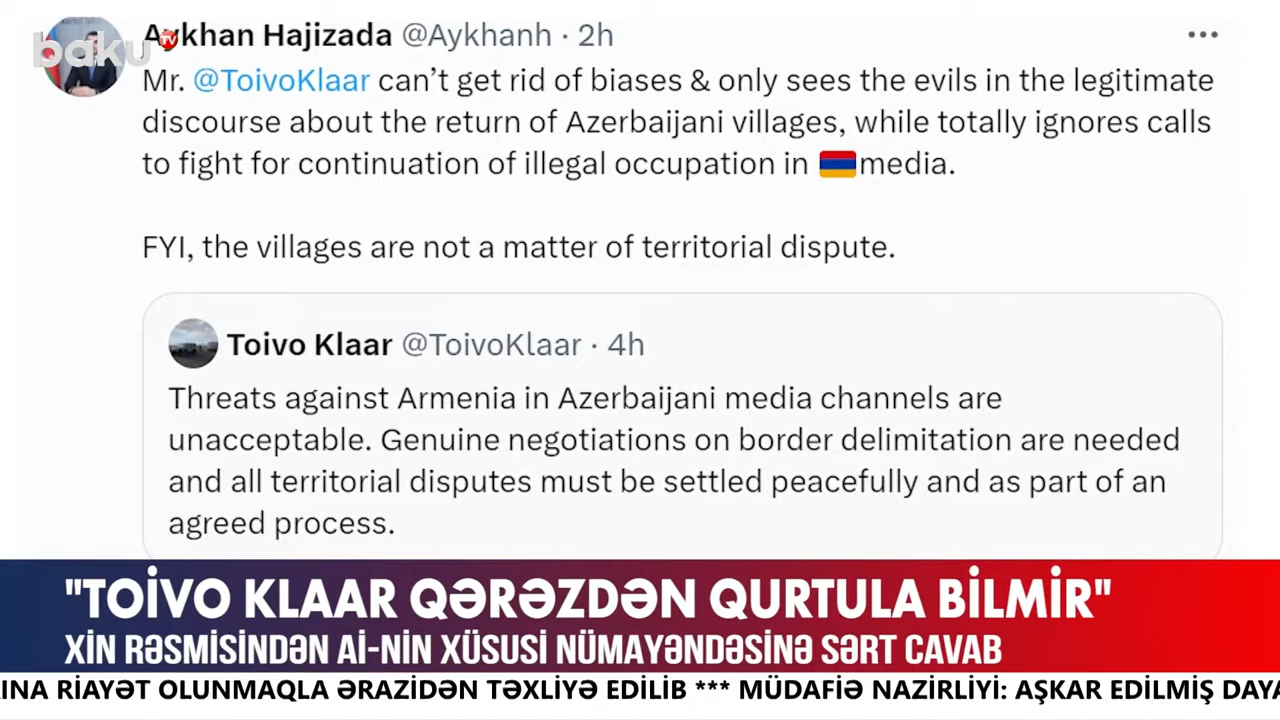 baku TV
Aykhan Hajizada @Aykhanh · 2h
Mr. @ToivoKlaar can’t get rid of biases & only sees the evils in the legitimate
discourse about the return of Azerbaijani villages, while totally ignores calls
to fight for continuation of illegal occupation in 🇦🇲media.
FYI, the villages are not a matter of territorial dispute.
Toivo Klaar @ToivoKlaar · 4h
Threats against Armenia in Azerbaijani media channels are
unacceptable. Genuine negotiations on border delimitation are needed
and all territorial disputes must be settled peacefully and as part of an
agreed process.
"TOİVO KLAAR QƏRƏZDƏN QURTULA BİLMİR"
XİN RƏSMİSİNDƏN Aİ-NİN XÜSUSİ NÜMAYƏNDƏSİNƏ SƏRT CAVAB
INA RİAYƏT OLUNMAQLA ƏRAZİDƏN TƏXLİYƏ EDİLİB *** MÜDAFİƏ NAZİRLİYİ: AŞKAR EDİLMİŞ DAYA